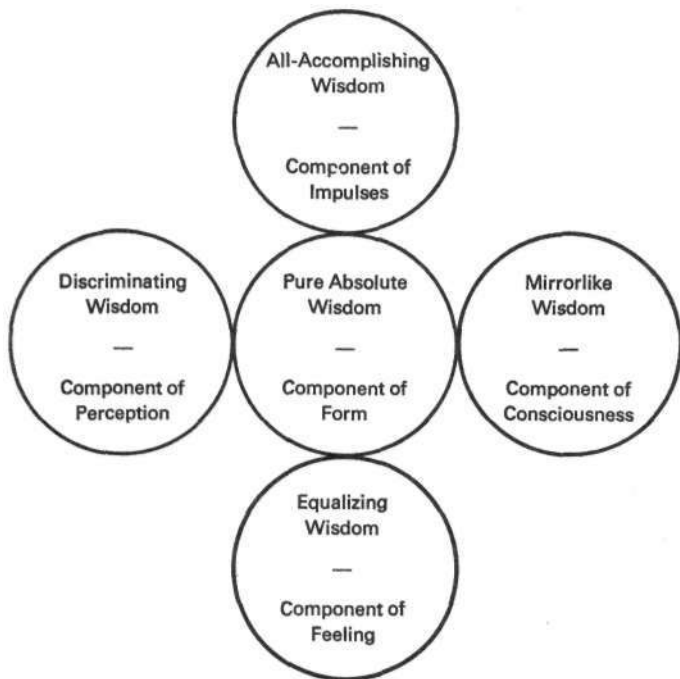 All-Accomplishing
Wisdom
—
Component of
Impulses
Discriminating
Wisdom
—
Component of
Perception
Pure Absolute
Wisdom
—
Component of
Form
Mirrorlike
Wisdom
—
Component of
Consciousness
Equalizing
Wisdom
—
Component of
Feeling